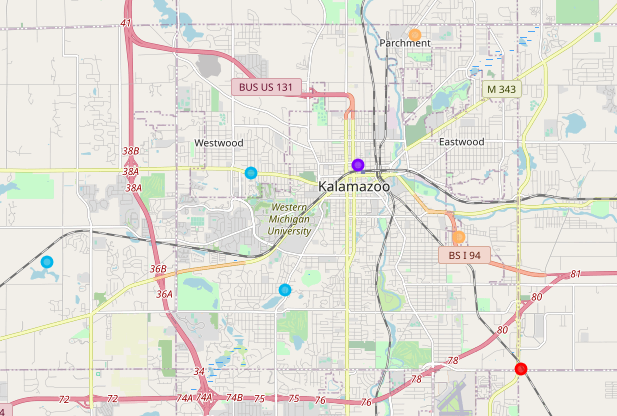 41
Parchment
BUS US 131
M 343
Westwood
Eastwood
38B
38A
38A
Kalamazoo
Western
Michigan
University
BS I 94
36B
81
36A
80
80
78
34
78
4
72
72
74A
74B
75
75
76
76